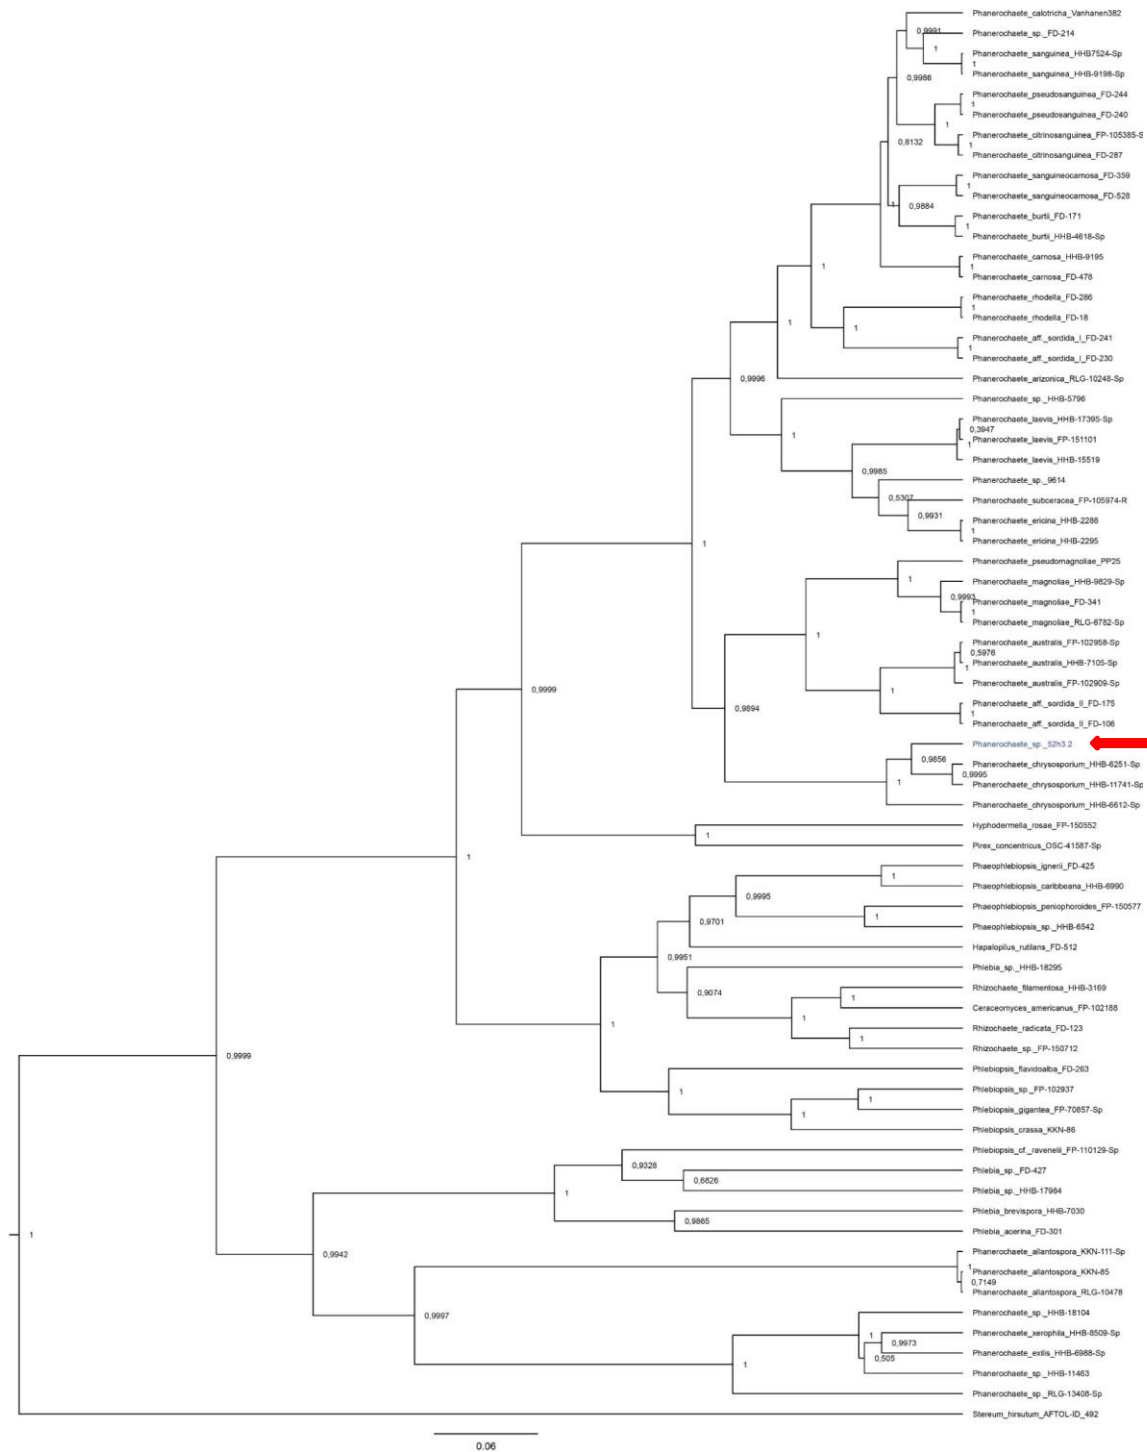 Phanerochaete_calotricha_Vanhanen382
0,9991
Phanerochaete_sp._FD-214
1
Phanerochaete_sanguinea_HHB7524-Sp
1
Phanerochaete_sanguinea_HHB-9198-Sp
0,9986
Phanerochaete_pseudosanguinea_FD-244
1
Phanerochaete_pseudosanguinea_FD-240
1
Phanerochaete_citrinosanguinea_FP-105385-S
1
Phanerochaete_citrinosanguinea_FD-287
0,8132
Phanerochaete_sanguineocarnosa_FD-359
1
Phanerochaete_sanguineocarnosa_FD-528
1
0,9884
Phanerochaete_burtii_FD-171
1
Phanerochaete_burtii_HHB-4618-Sp
Phanerochaete_carnosa_HHB-9195
1
Phanerochaete_carnosa_FD-478
1
Phanerochaete_rhodella_FD-286
1
Phanerochaete_rhodella_FD-18
1
1
Phanerochaete_aff._sordida_I_FD-241
1
Phanerochaete_aff._sordida_I_FD-230
0,9996
Phanerochaete_arizonica_RLG-10248-Sp
Phanerochaete_sp._HHB-5796
Phanerochaete_laevis_HHB-17395-Sp
0,3947
1
Phanerochaete_laevis_FP-151101
1
Phanerochaete_laevis_HHB-15519
0,9985
Phanerochaete_sp._9614
0,5307
Phanerochaete_subceracea_FP-105974-R
0,9931
Phanerochaete_ericina_HHB-2288
1
Phanerochaete_ericina_HHB-2295
1
Phanerochaete_pseudomagnoliae_PP25
1
Phanerochaete_magnoliae_HHB-9829-Sp
0,9993
Phanerochaete_magnoliae_FD-341
1
Phanerochaete_magnoliae_RLG-6782-Sp
1
Phanerochaete_australis_FP-102958-Sp
0,5976
Phanerochaete_australis_HHB-7105-Sp
1
Phanerochaete_australis_FP-102909-Sp
1
0,9999
Phanerochaete_aff._sordida_II_FD-175
0,9894
1
Phanerochaete_aff._sordida_II_FD-106
Phanerochaete_sp._52h3.2
0,9856
Phanerochaete_chrysosporium_HHB-6251-Sp
0,9995
1
Phanerochaete_chrysosporium_HHB-11741-Sp
Phanerochaete_chrysosporium_HHB-6612-Sp
Hyphodermella_rosae_FP-150552
1
Pirex_concentricus_OSC-41587-Sp
1
Phaeophlebiopsis_ignerii_FD-425
1
Phaeophlebiopsis_caribbeana_HHB-6990
0,9995
Phaeophlebiopsis_peniophoroides_FP-150577
1
0,9701
Phaeophlebiopsis_sp._HHB-6542
Hapalopilus_rutilans_FD-512
0,9951
Phlebia_sp._HHB-18295
0,9074
Rhizochaete_filamentosa_HHB-3169
1
Ceraceomyces_americanus_FP-102188
1
1
Rhizochaete_radicata_FD-123
1
Rhizochaete_sp._FP-150712
0,9999
Phlebiopsis_flavidoalba_FD-263
1
Phlebiopsis_sp._FP-102937
1
Phlebiopsis_gigantea_FP-70857-Sp
1
Phlebiopsis_crassa_KKN-86
Phlebiopsis_cf._ravenelii_FP-110129-Sp
0,9328
Phlebia_sp._FD-427
0,6826
Phlebia_sp._HHB-17984
1
Phlebia_brevispora_HHB-7030
0,9865
Phlebia_acerina_FD-301
1
Phanerochaete_allantospora_KKN-111-Sp
0,9942
1
Phanerochaete_allantospora_KKN-85
0,7149
Phanerochaete_allantospora_RLG-10478
0,9997
Phanerochaete_sp._HHB-18104
1
Phanerochaete_xerophila_HHB-8509-Sp
0,9973
Phanerochaete_exilis_HHB-6988-Sp
0,505
1
Phanerochaete_sp._HHB-11463
Phanerochaete_sp._RLG-13408-Sp
Stereum_hirsutum_AFTOL-ID_492
0.06